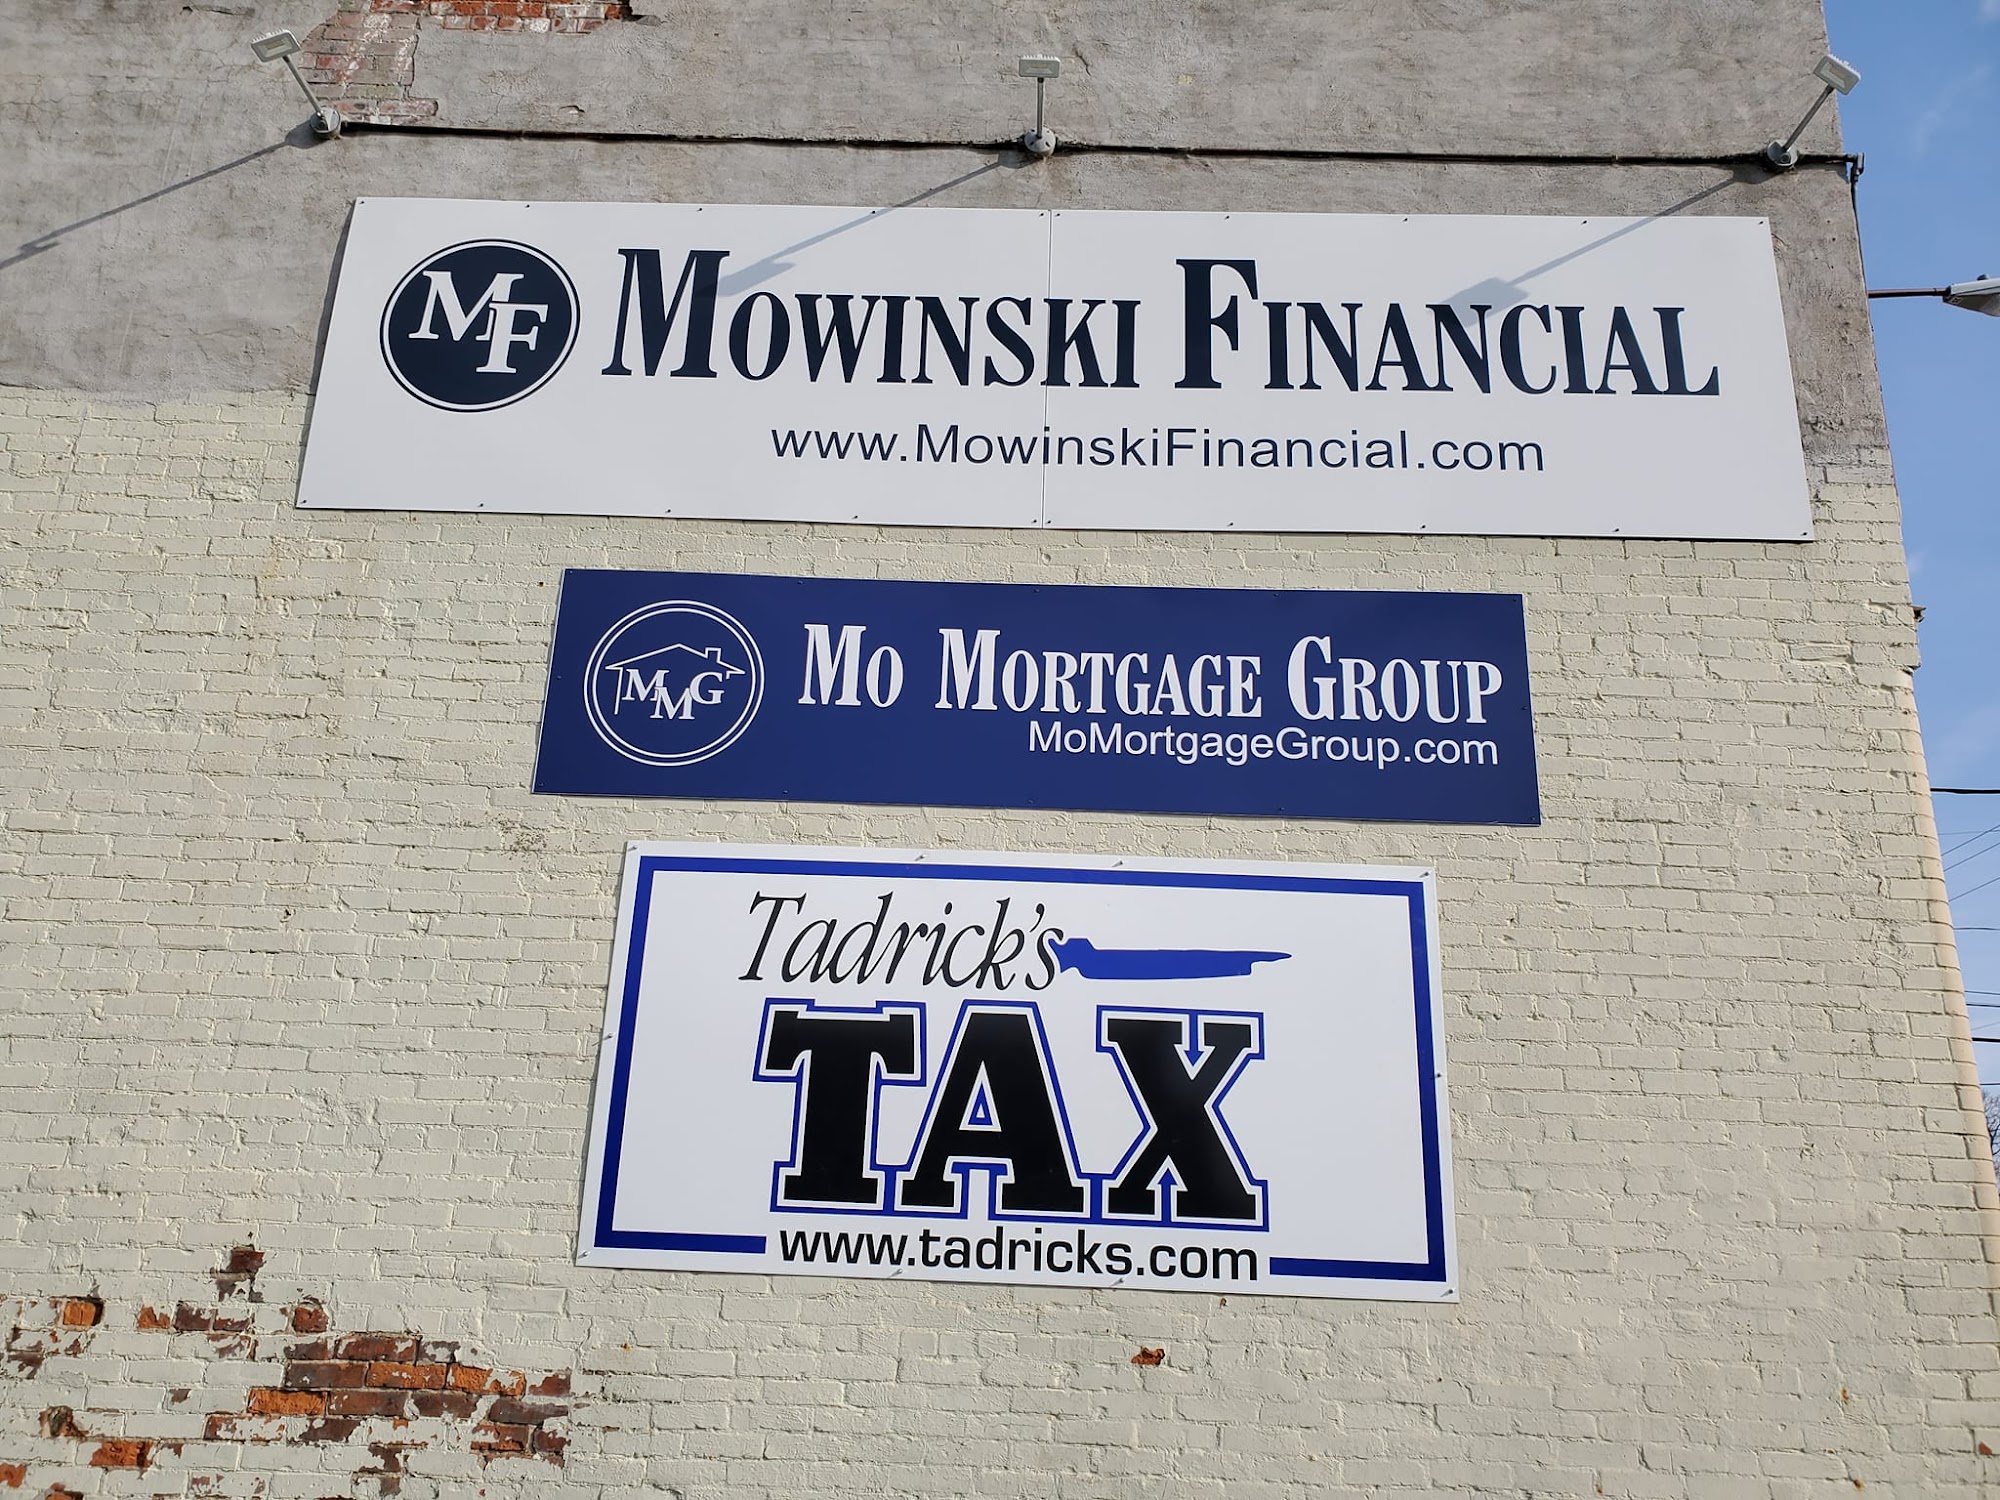 MF MOWINSKI FINANCIAL
www.MowinskiFinancial.com
MMG MO MORTGAGE GROUP
MoMortgageGroup.com
Tadrick's
TAX
www.tadricks.com